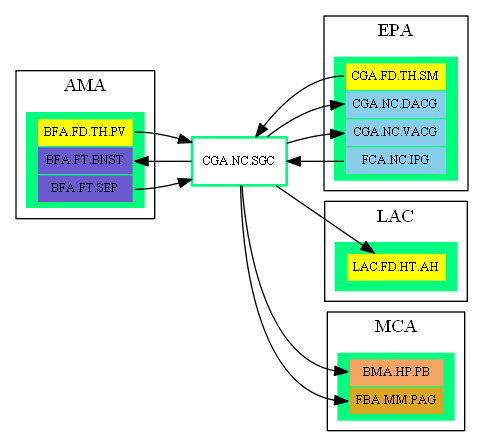 AMA
BFA.FD.TH.PV
BFA.FT.BNST
BFA.FT.SEP
CGA.NC.SGC
EPA
CGA.FD.TH.SM
CGA.NC.DACG
CGA.NC.VACG
FCA.NC.IPG
LAC
LAC.FD.HT.AH
MCA
BMA.HP.PB
FBA.MM.PAG